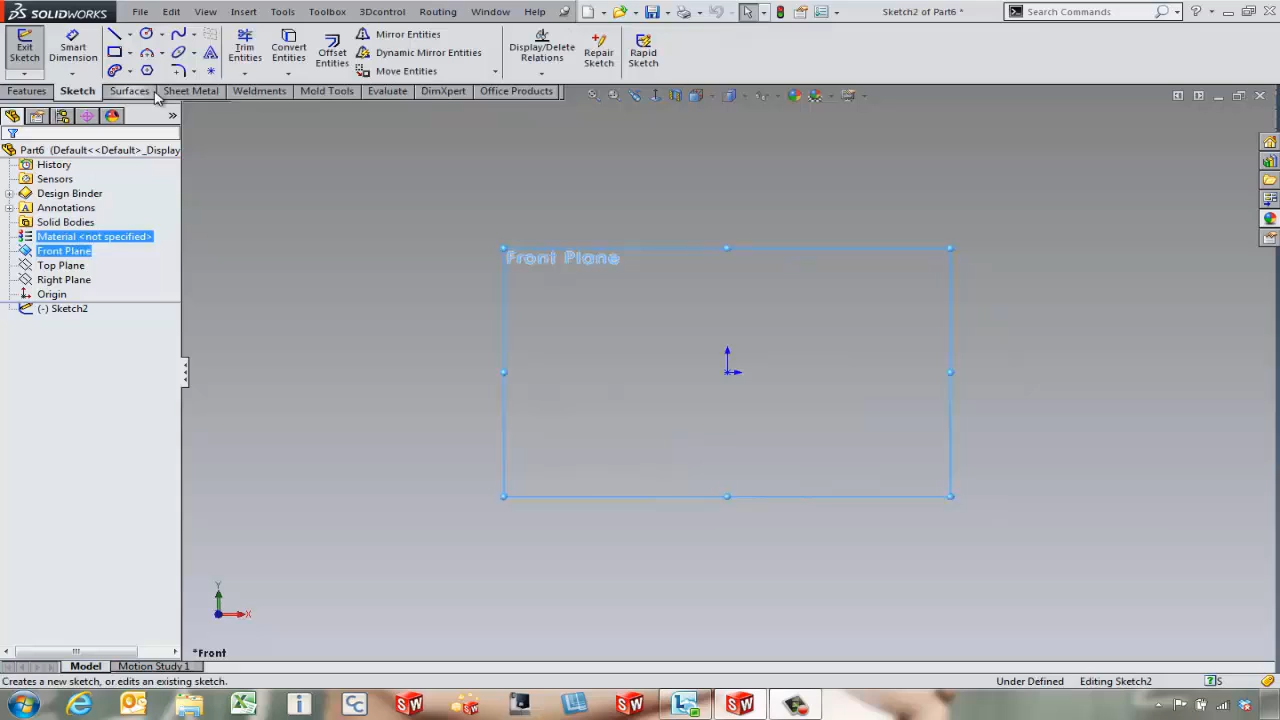 SOLIDWORKS File Edit View Insert Tools Toolbox 3Dcontrol Routing Window Help Sketch2 of Part6 * Search Commands
Exit Sketch
Smart Dimension
Trim Entities
Convert Entities
Offset Entities
Mirror Entities
Dynamic Mirror Entities
Move Entities
Display/Delete Relations
Repair Sketch
Rapid Sketch
Features Sketch Surfaces Sheet Metal Weldments Mold Tools Evaluate DimXpert Office Products
Part6 (Default<<Default>_Display
History
Sensors
Design Binder
Annotations
Solid Bodies
Material <not specified>
Front Plane
Top Plane
Right Plane
Origin
(-) Sketch2
Front Plane
Y
X
*Front
Model Motion Study 1
Creates a new sketch, or edits an existing sketch. Under Defined Editing Sketch2